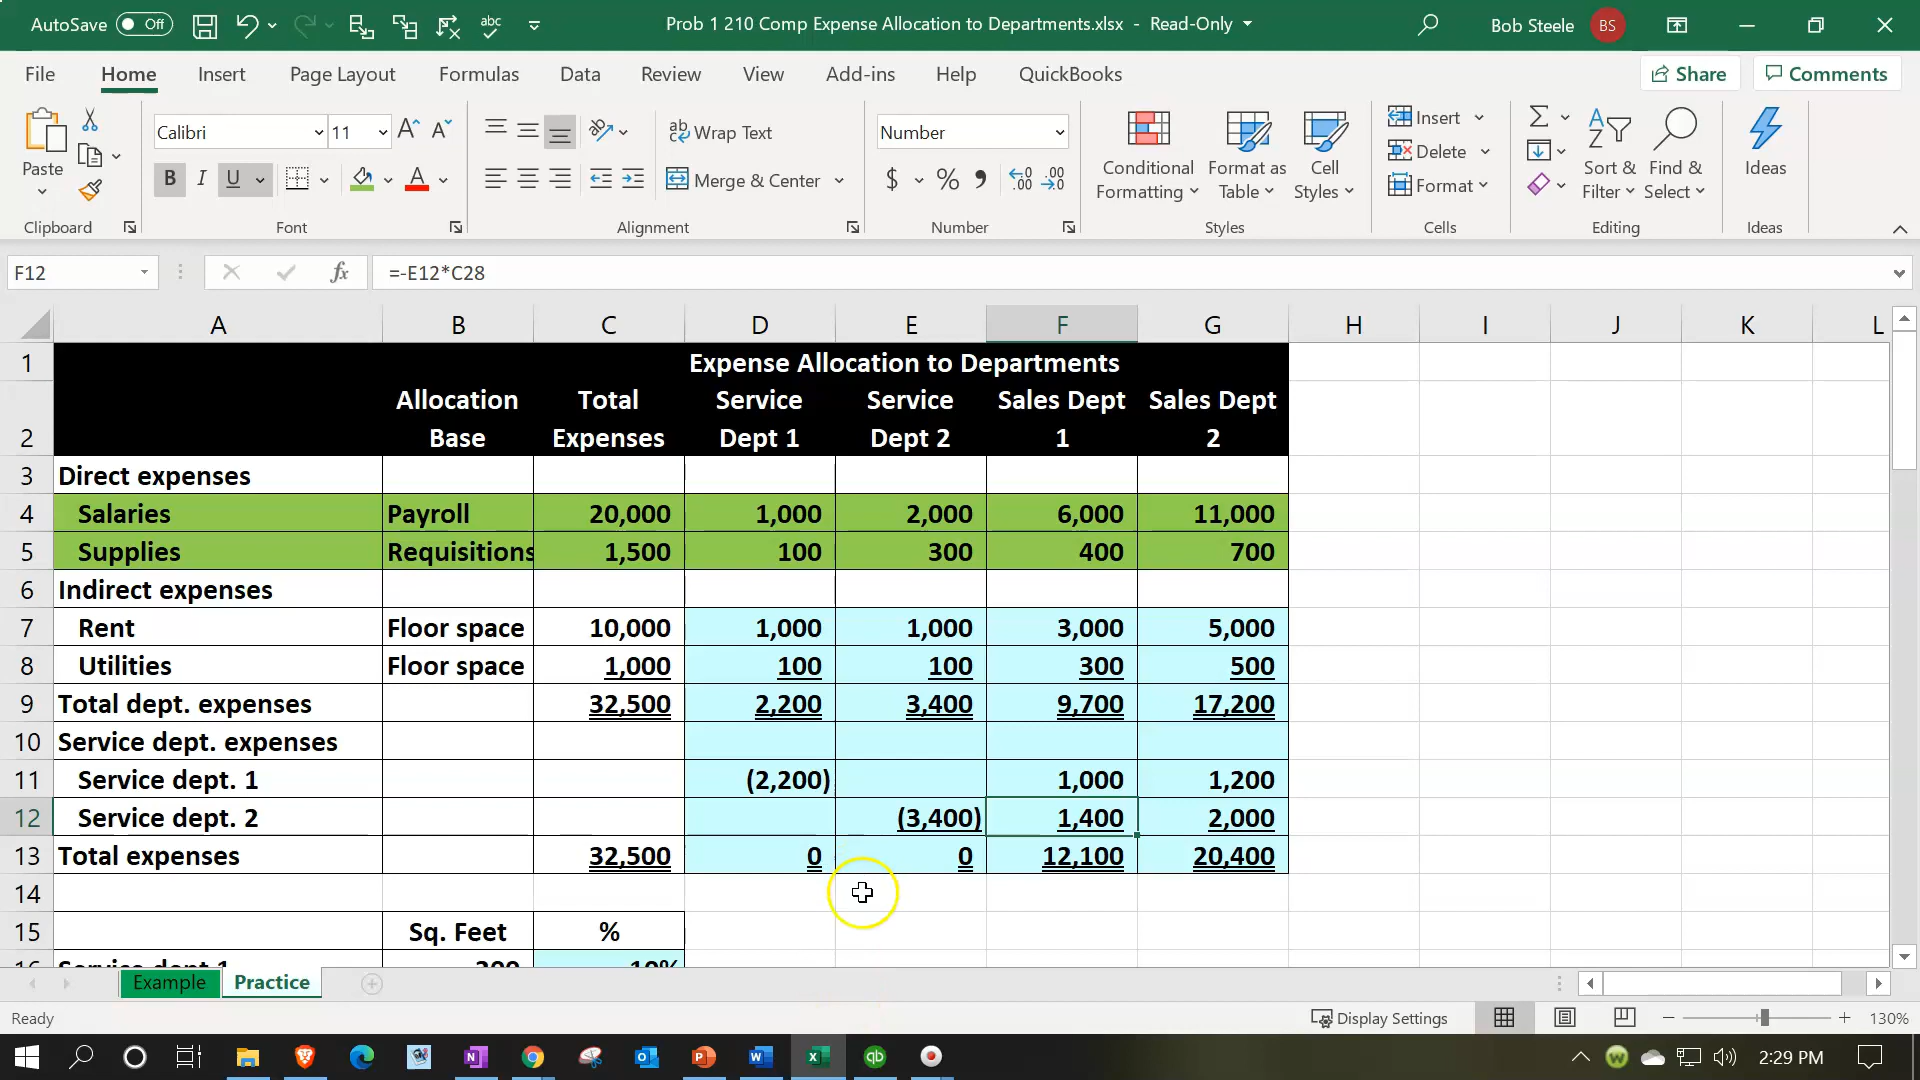 AutoSave Off
abc
Prob 1 210 Comp Expense Allocation to Departments.xlsx - Read-Only
Bob Steele BS
File Home Insert Page Layout Formulas Data Review View Add-ins Help QuickBooks Share Comments
Paste
Clipboard
Calibri 11
B I U
Font
Wrap Text
Merge & Center
Alignment
Number
$ % ,
Number
Conditional Formatting
Format as Table
Cell Styles
Styles
Insert
Delete
Format
Cells
Sort & Filter
Find & Select
Editing
Ideas
Ideas
F12 fx =-E12*C28
A B C D E F G H I J K L
1 Expense Allocation to Departments
Allocation Total Service Service Sales Dept Sales Dept
2 Base Expenses Dept 1 Dept 2 1 2
3 Direct expenses
4 Salaries Payroll 20,000 1,000 2,000 6,000 11,000
5 Supplies Requisitions 1,500 100 300 400 700
6 Indirect expenses
7 Rent Floor space 10,000 1,000 1,000 3,000 5,000
8 Utilities Floor space 1,000 100 100 300 500
9 Total dept. expenses 32,500 2,200 3,400 9,700 17,200
10 Service dept. expenses
11 Service dept. 1 (2,200) 1,000 1,200
12 Service dept. 2 (3,400) 1,400 2,000
13 Total expenses 32,500 0 0 12,100 20,400
14
15 Sq. Feet %
Example Practice
Ready Display Settings 130%
2:29 PM